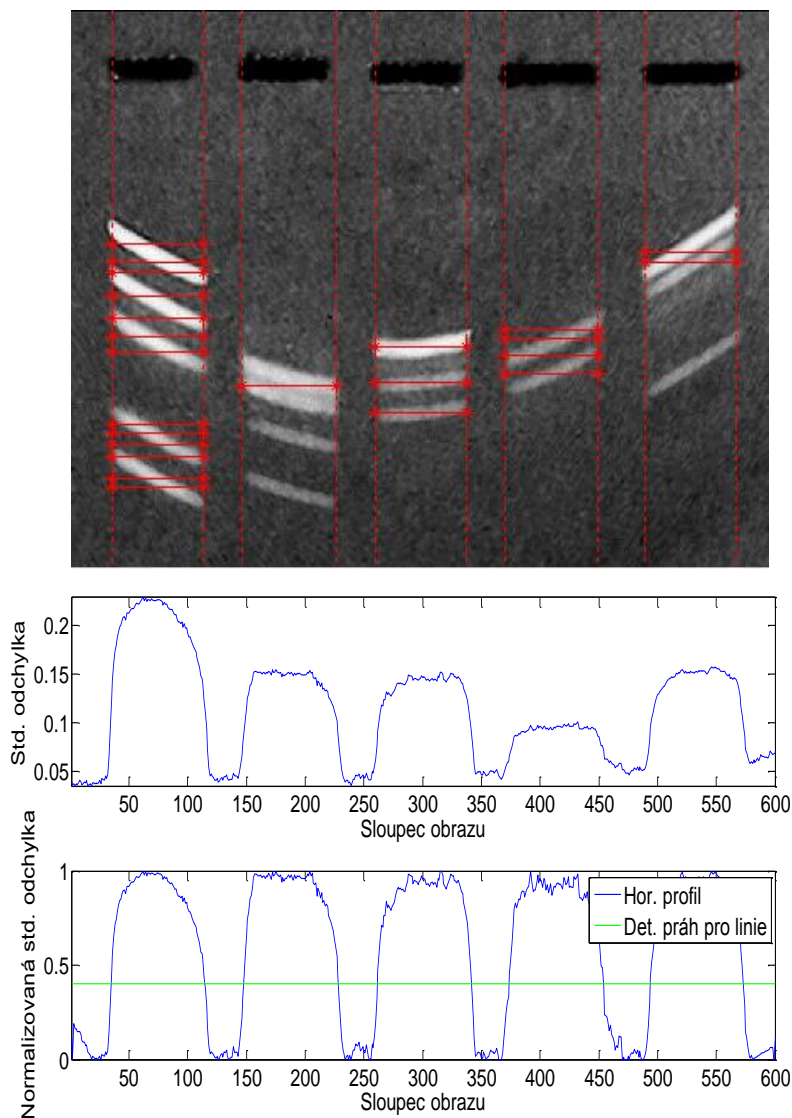 Std. odchylka
0.2
0.15
0.1
0.05
50 100 150 200 250 300 350 400 450 500 550 600
Sloupec obrazu
Normalizovaná std. odchylka
1
0.5
0
Hor. profil
Det. práh pro linie
50 100 150 200 250 300 350 400 450 500 550 600
Sloupec obrazu